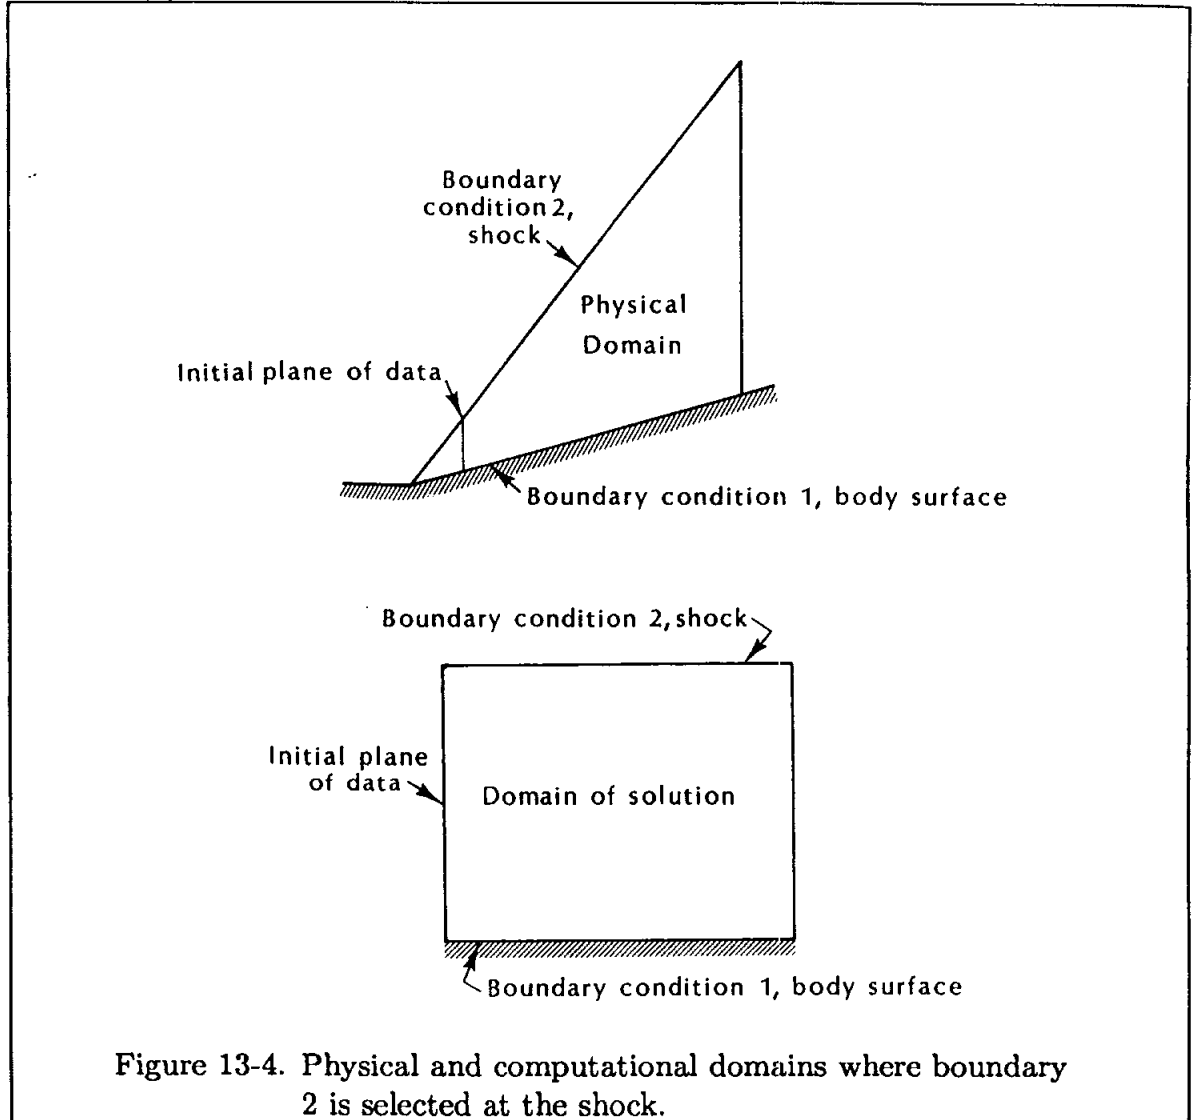 Boundary
condition 2,
shock
Physical
Domain
Initial plane of data
Boundary condition 1, body surface
Boundary condition 2, shock
Initial plane
of data
Domain of solution
Boundary condition 1, body surface
Figure 13-4. Physical and computational domains where boundary
2 is selected at the shock.